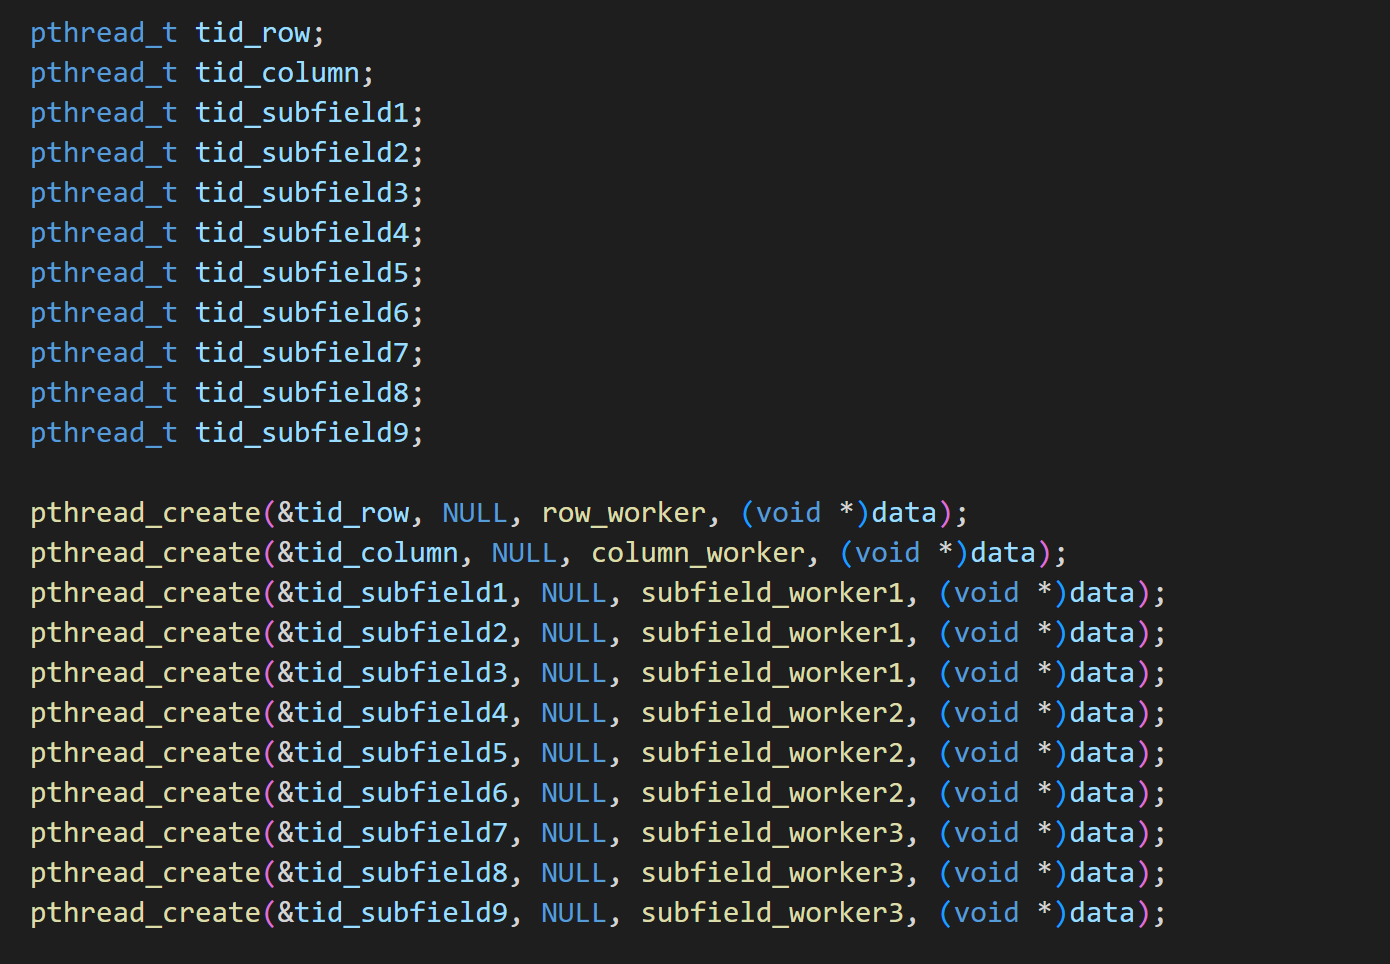 pthread_t tid_row;
pthread_t tid_column;
pthread_t tid_subfield1;
pthread_t tid_subfield2;
pthread_t tid_subfield3;
pthread_t tid_subfield4;
pthread_t tid_subfield5;
pthread_t tid_subfield6;
pthread_t tid_subfield7;
pthread_t tid_subfield8;
pthread_t tid_subfield9;
pthread_create(&tid_row, NULL, row_worker, (void *)data);
pthread_create(&tid_column, NULL, column_worker, (void *)data);
pthread_create(&tid_subfield1, NULL, subfield_worker1, (void *)data);
pthread_create(&tid_subfield2, NULL, subfield_worker1, (void *)data);
pthread_create(&tid_subfield3, NULL, subfield_worker1, (void *)data);
pthread_create(&tid_subfield4, NULL, subfield_worker2, (void *)data);
pthread_create(&tid_subfield5, NULL, subfield_worker2, (void *)data);
pthread_create(&tid_subfield6, NULL, subfield_worker2, (void *)data);
pthread_create(&tid_subfield7, NULL, subfield_worker3, (void *)data);
pthread_create(&tid_subfield8, NULL, subfield_worker3, (void *)data);
pthread_create(&tid_subfield9, NULL, subfield_worker3, (void *)data);